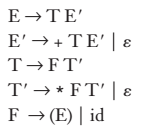 E → T E′
E′ → + T E′ | ε
T → F T′
T′ → * F T′ | ε
F → (E) | id